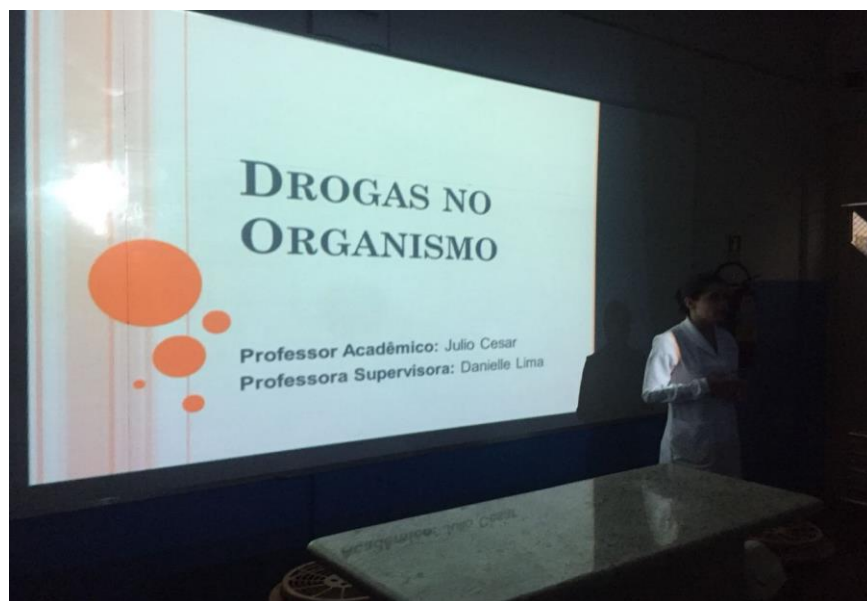 DROGAS NO
ORGANISMO
Professor Acadêmico: Julio Cesar
Professora Supervisora: Danielle Lima